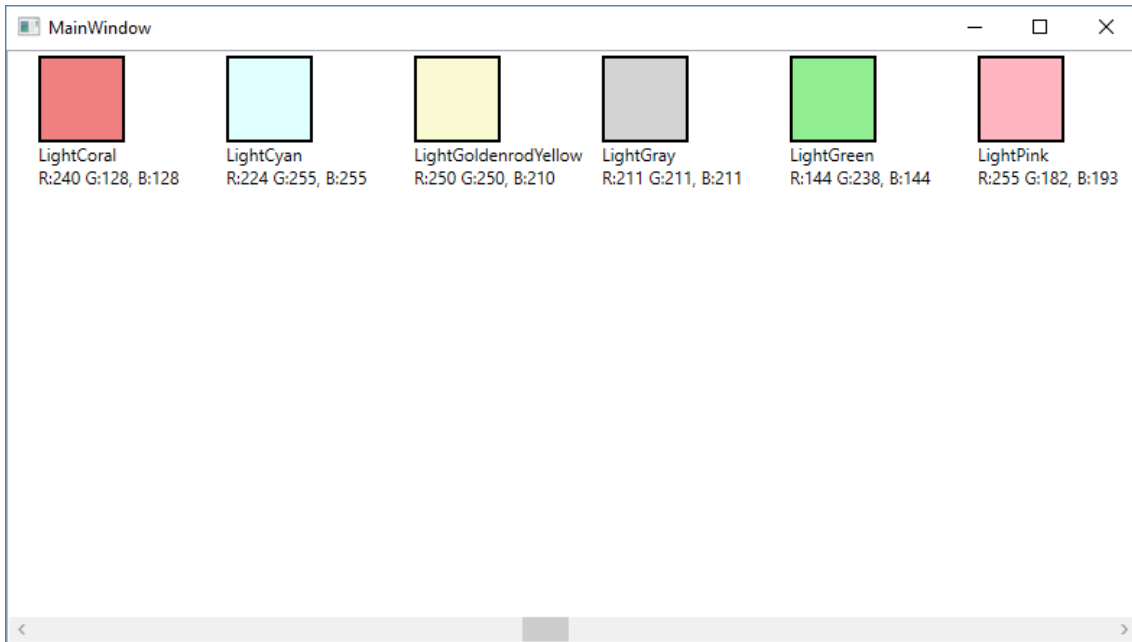 MainWindow
LightCoral
R:240 G:128, B:128
LightCyan
R:224 G:255, B:255
LightGoldenrodYellow
R:250 G:250, B:210
LightGray
R:211 G:211, B:211
LightGreen
R:144 G:238, B:144
LightPink
R:255 G:182, B:193